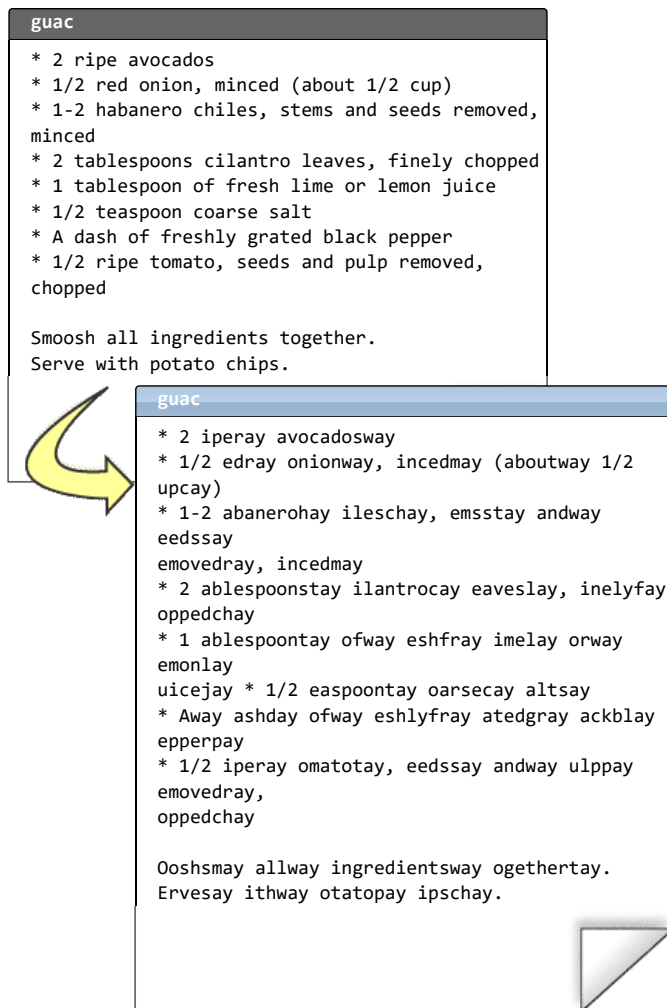 guac
* 2 ripe avocados
* 1/2 red onion, minced (about 1/2 cup)
* 1-2 habanero chiles, stems and seeds removed,
minced
* 2 tablespoons cilantro leaves, finely chopped
* 1 tablespoon of fresh lime or lemon juice
* 1/2 teaspoon coarse salt
* A dash of freshly grated black pepper
* 1/2 ripe tomato, seeds and pulp removed,
chopped
Smoosh all ingredients together.
Serve with potato chips.
guac
* 2 iperay avocadosway
* 1/2 edray onionway, incedmay (aboutway 1/2
upcay)
* 1-2 abanerohay ileschay, emsstay andway
eedssay
emovedray, incedmay
* 2 ablespoonstay ilantrocay eaveslay, inelyfay
oppedchay
* 1 ablespoontay ofway eshfray imelay orway
emonlay
uicejay * 1/2 easpoontay oarsecay altsay
* Away ashday ofway eshlyfray atedgray ackblay
epperpay
* 1/2 iperay omatotay, eedssay andway ulppay
emovedray,
oppedchay
Ooshsmay allway ingredientsway ogethertay.
Ervesay ithway otatopay ipschay.